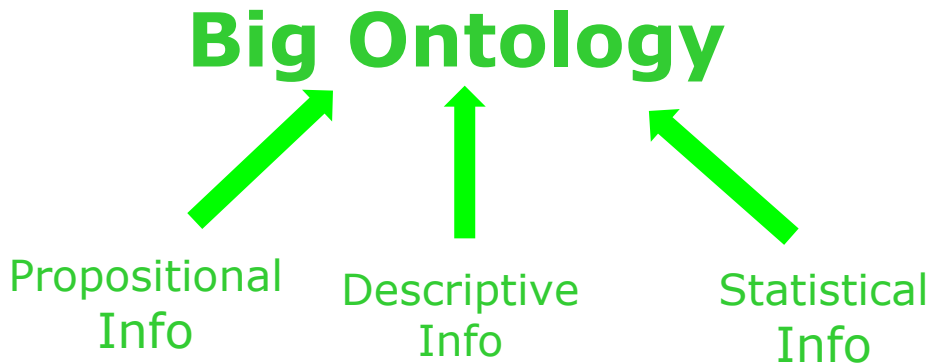 Big Ontology
Propositional
Info
Descriptive
Info
Statistical
Info